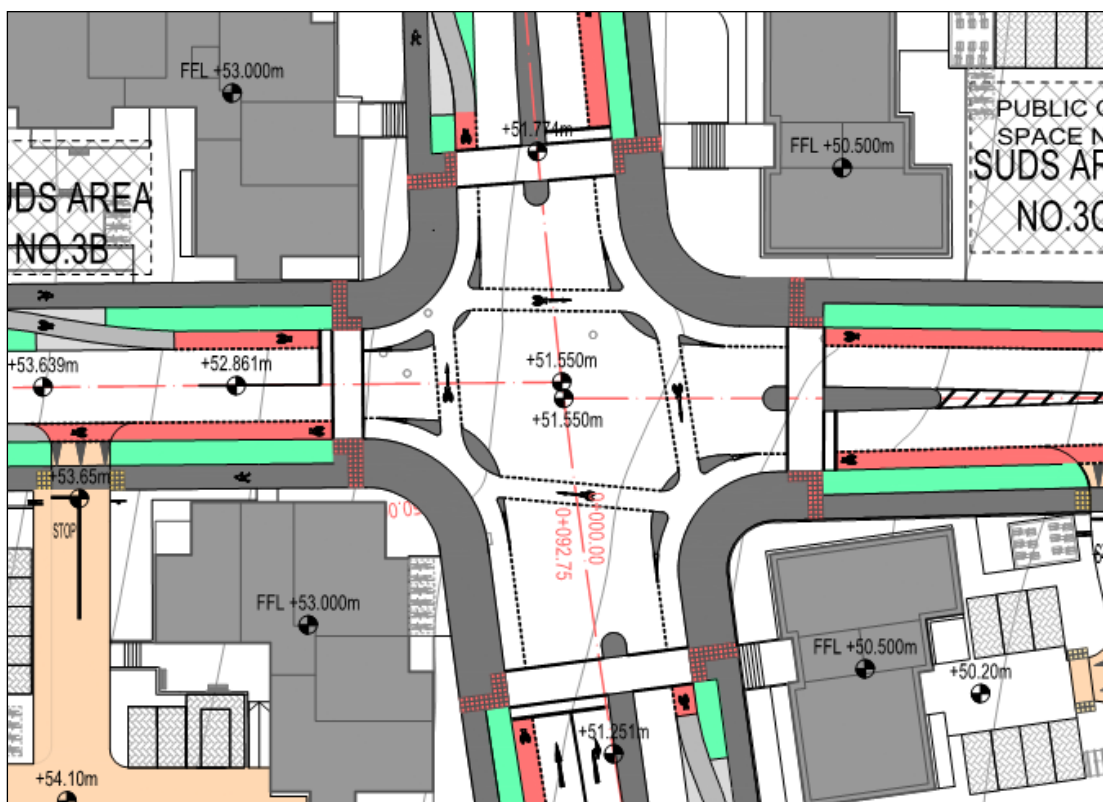 FFL +53.000m
+51.774m
FFL +50.500m
PUBLIC O
SPACE N
SUDS AR
NO.3C
UDS AREA
NO.3B
+53.639m
+52.861m
+51.550m
+51.550m
+53.65m
STOP
0+000.00
0+092.75
FFL +53.000m
FFL +50.500m
+50.20m
+51.251m
+54.10m